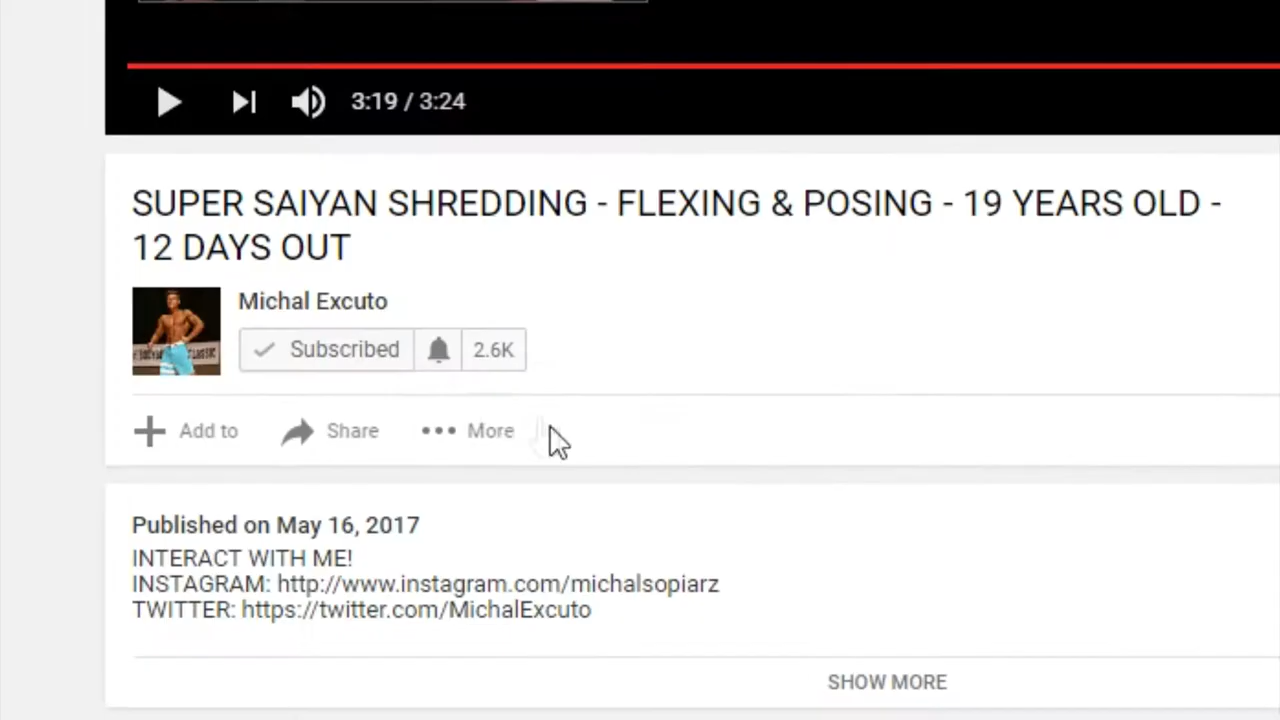 3:19 / 3:24
SUPER SAIYAN SHREDDING - FLEXING & POSING - 19 YEARS OLD -
12 DAYS OUT
Michal Excuto
Subscribed 2.6K
Add to Share More
Published on May 16, 2017
INTERACT WITH ME!
INSTAGRAM: http://www.instagram.com/michalsopiarz
TWITTER: https://twitter.com/MichalExcuto
SHOW MORE